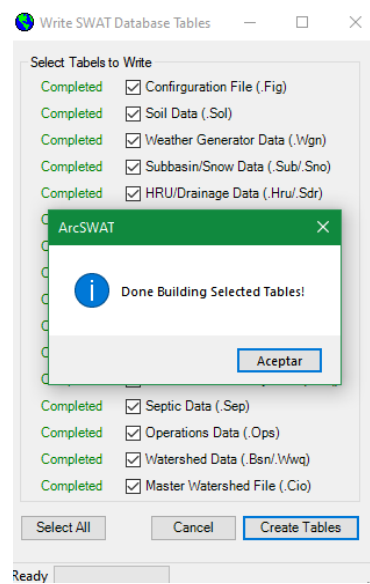 Write SWAT Database Tables
Select Tabels to Write
Completed Confirguration File (.Fig)
Completed Soil Data (.Sol)
Completed Weather Generator Data (.Wgn)
Completed Subbasin/Snow Data (.Sub/.Sno)
Completed HRU/Drainage Data (.Hru/.Sdr)
ArcSWAT
Done Building Selected Tables!
Aceptar
Completed Septic Data (.Sep)
Completed Operations Data (.Ops)
Completed Watershed Data (.Bsn/.Wwq)
Completed Master Watershed File (.Cio)
Select All Cancel Create Tables
Ready